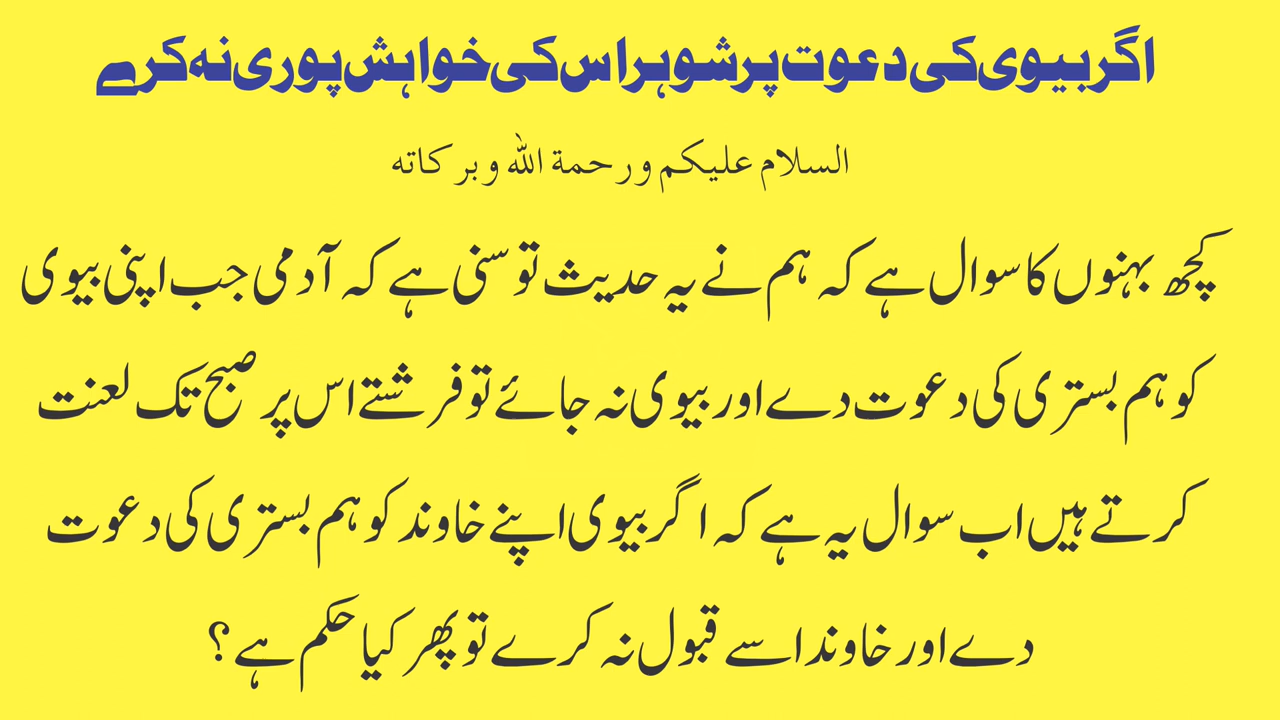 اگر بیوی کی دعوت پر شوہر اس کی خواہش پوری نہ کرے
السلام علیکم ورحمة الله وبرکاته
کچھ بہنوں کا سوال ہے کہ ہم نے یہ حدیث تو سنی ہے کہ آدمی جب اپنی بیوی
کو ہم بستری کی دعوت دے اور بیوی نہ جائے تو فرشتے اس پر صبح تک لعنت
کرتے ہیں اب سوال یہ ہے کہ اگر بیوی اپنے خاوند کو ہم بستری کی دعوت
دے اور خاوند اسے قبول نہ کرے تو پھر کیا حکم ہے؟